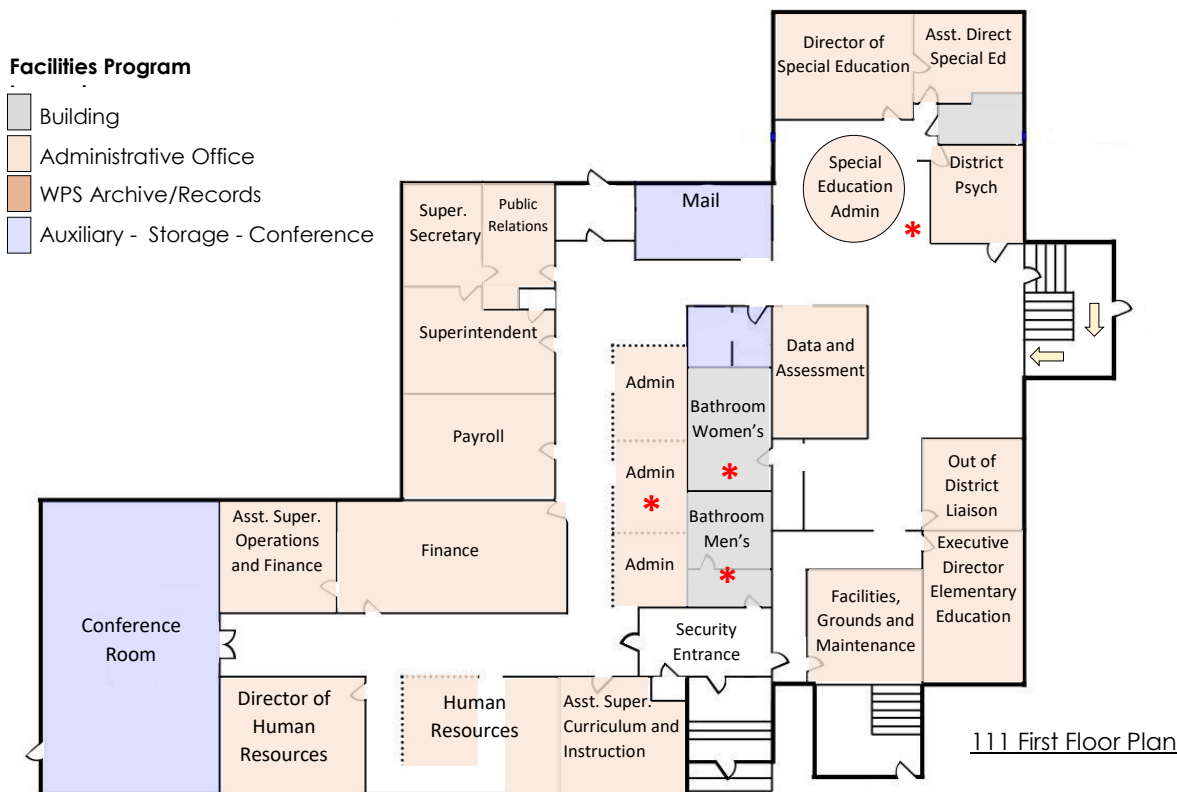 Facilities Program
Building
Administrative Office
WPS Archive/Records
Auxiliary - Storage - Conference
Director of
Special Education
Asst. Direct
Special Ed
Special
Education
Admin
*
District
Psych
Mail
Super.
Secretary
Public
Relations
Superintendent
Payroll
Admin
Admin
*
Admin
Bathroom
Women's
*
Bathroom
Men's
*
Data and
Assessment
Out of
District
Liaison
Executive
Director
Elementary
Education
Facilities,
Grounds and
Maintenance
Asst. Super.
Operations
and Finance
Finance
Conference
Room
Security
Entrance
Director of
Human
Resources
Human
Resources
Asst. Super.
Curriculum and
Instruction
111 First Floor Plan